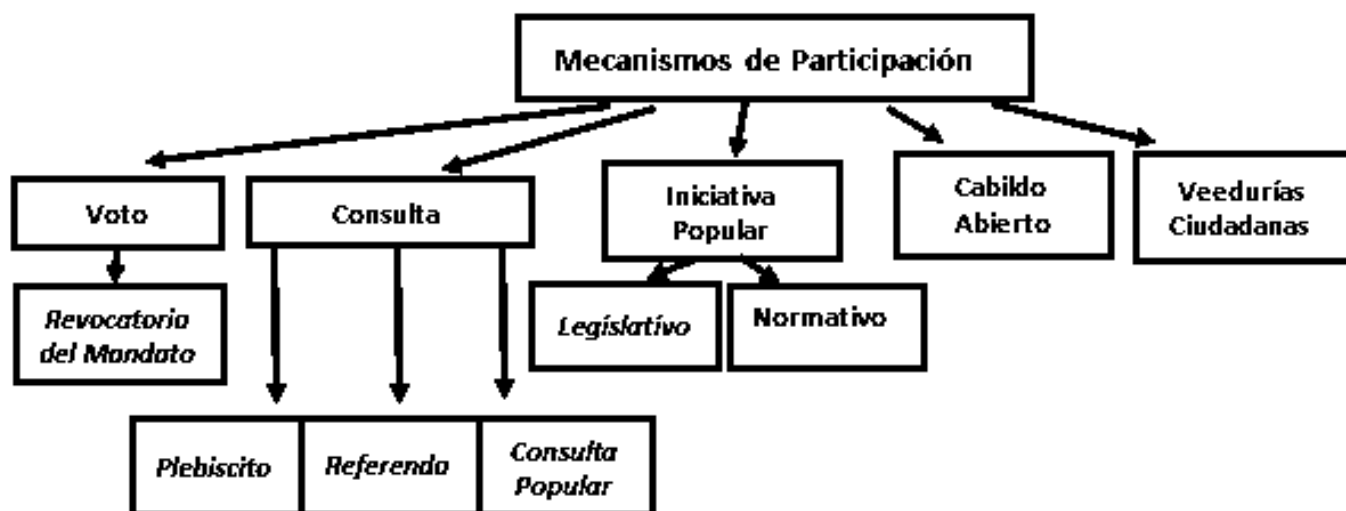 Mecanismos de Participación
Voto
Consulta
Iniciativa
Popular
Cabildo
Abierto
Veedurías
Ciudadanas
Revocatoria
del Mandato
Legislativo
Normativo
Plebiscito
Referendo
Consulta
Popular